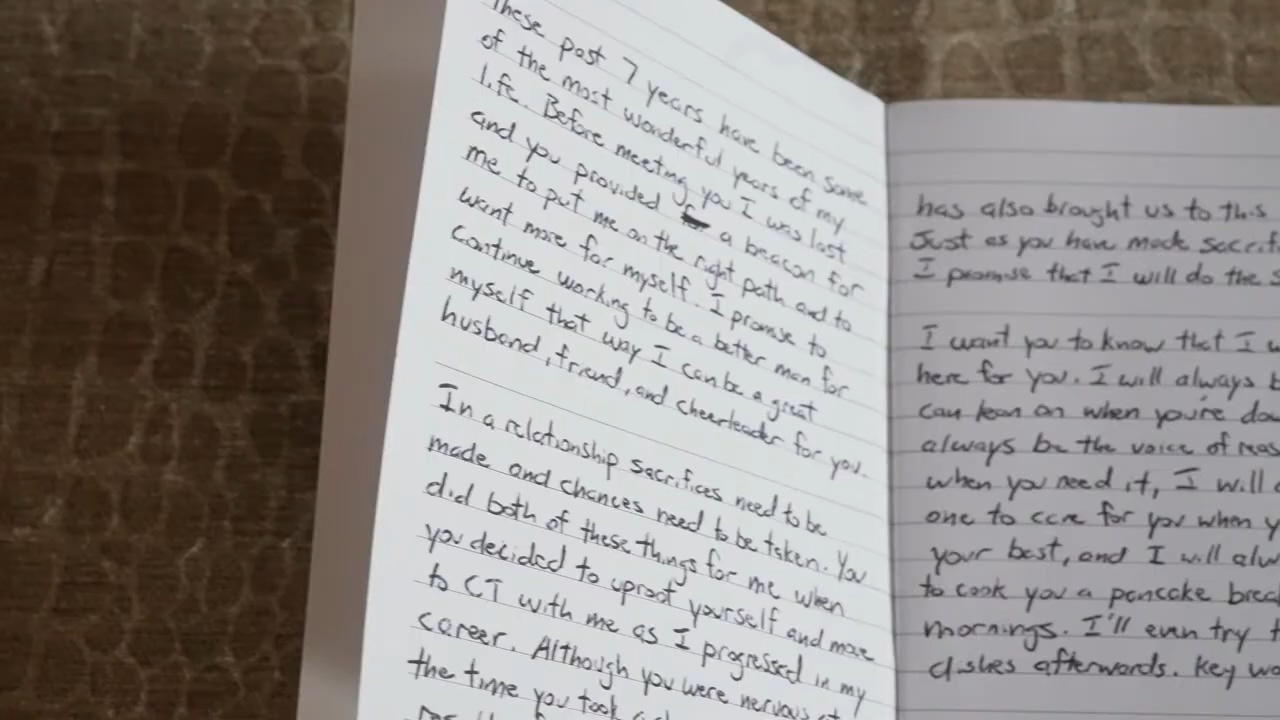 These past 7 years have been some
of the most wonderful years of my
life. Before meeting you I was lost
and you provided a beacon for
me to put me on the right path and to
want more for myself. I promise to
continue working to be a better man for
myself that way I can be a great
husband, friend, and cheerleader for you.
In a relationship sacrifices need to be
made and chances need to be taken. You
did both of these things for me when
you decided to uproot yourself and move
to CT with me as I progressed in my
career. Although you were nervous at
the time you took
has also brought us to this
Just as you have made
I promise that I will do the
I want you to know that I
here for you. I will always
can lean on when you're
always be the voice of
when you need it, I will
one to care for you when
your best, and I will
to cook you a pancake
mornings. I'll even try
dishes afterwards. Key